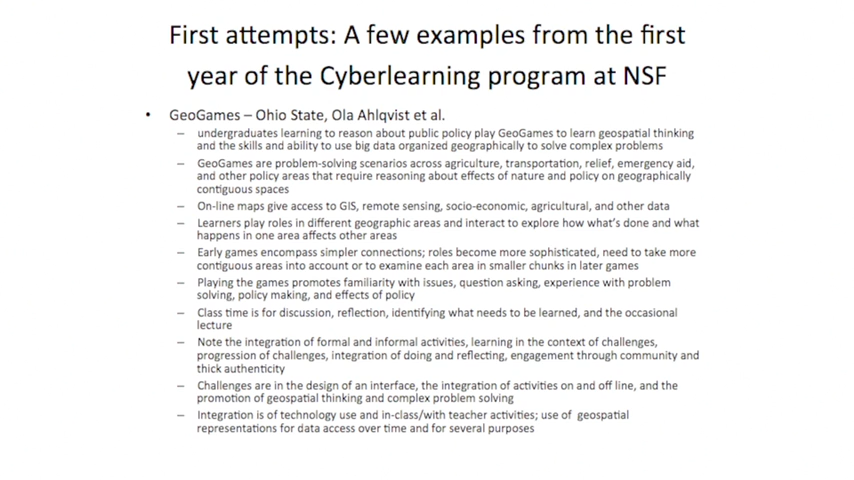 First attempts: A few examples from the first
year of the Cyberlearning program at NSF
• GeoGames – Ohio State, Ola Ahlqvist et al.
– undergraduates learning to reason about public policy play GeoGames to learn geospatial thinking
and the skills and ability to use big data organized geographically to solve complex problems
– GeoGames are problem-solving scenarios across agriculture, transportation, relief, emergency aid,
and other policy areas that require reasoning about effects of nature and policy on geographically
contiguous spaces
– On-line maps give access to GIS, remote sensing, socio-economic, agricultural, and other data
– Learners play roles in different geographic areas and interact to explore how what's done and what
happens in one area affects other areas
– Early games encompass simpler connections; roles become more sophisticated, need to take more
contiguous areas into account or to examine each area in smaller chunks in later games
– Playing the games promotes familiarity with issues, question asking, experience with problem
solving, policy making, and effects of policy
– Class time is for discussion, reflection, identifying what needs to be learned, and the occasional
lecture
– Note the integration of formal and informal activities, learning in the context of challenges,
progression of challenges, integration of doing and reflecting, engagement through community and
thick authenticity
– Challenges are in the design of an interface, the integration of activities on and off line, and the
promotion of geospatial thinking and complex problem solving
– Integration is of technology use and in-class/with teacher activities; use of geospatial
representations for data access over time and for several purposes